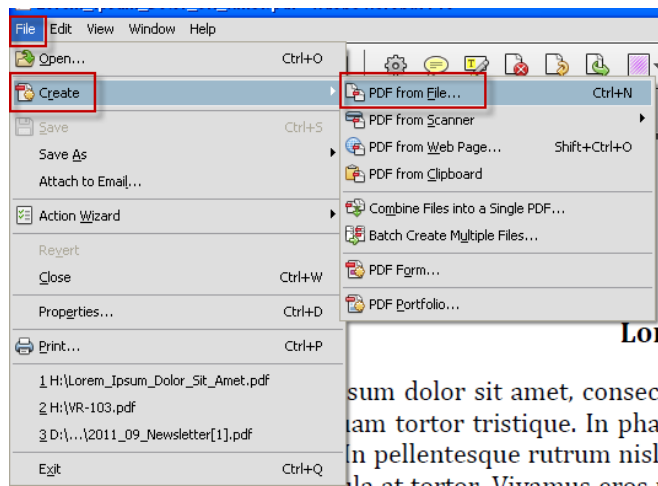 File Edit View Window Help
Open... Ctrl+O
Create
Save Ctrl+S
Save As
Attach to Email...
Action Wizard
Revert
Close Ctrl+W
Properties... Ctrl+D
Print... Ctrl+P
1 H:\Lorem_Ipsum_Dolor_Sit_Amet.pdf
2 H:\VR-103.pdf
3 D:\...\2011_09_Newsletter[1].pdf
Exit Ctrl+Q
PDF from File... Ctrl+N
PDF from Scanner
PDF from Web Page... Shift+Ctrl+O
PDF from Clipboard
Combine Files into a Single PDF...
Batch Create Multiple Files...
PDF Form...
PDF Portfolio...
Lor
sum dolor sit amet, consec
uam tortor tristique. In pha
In pellentesque rutrum nisl